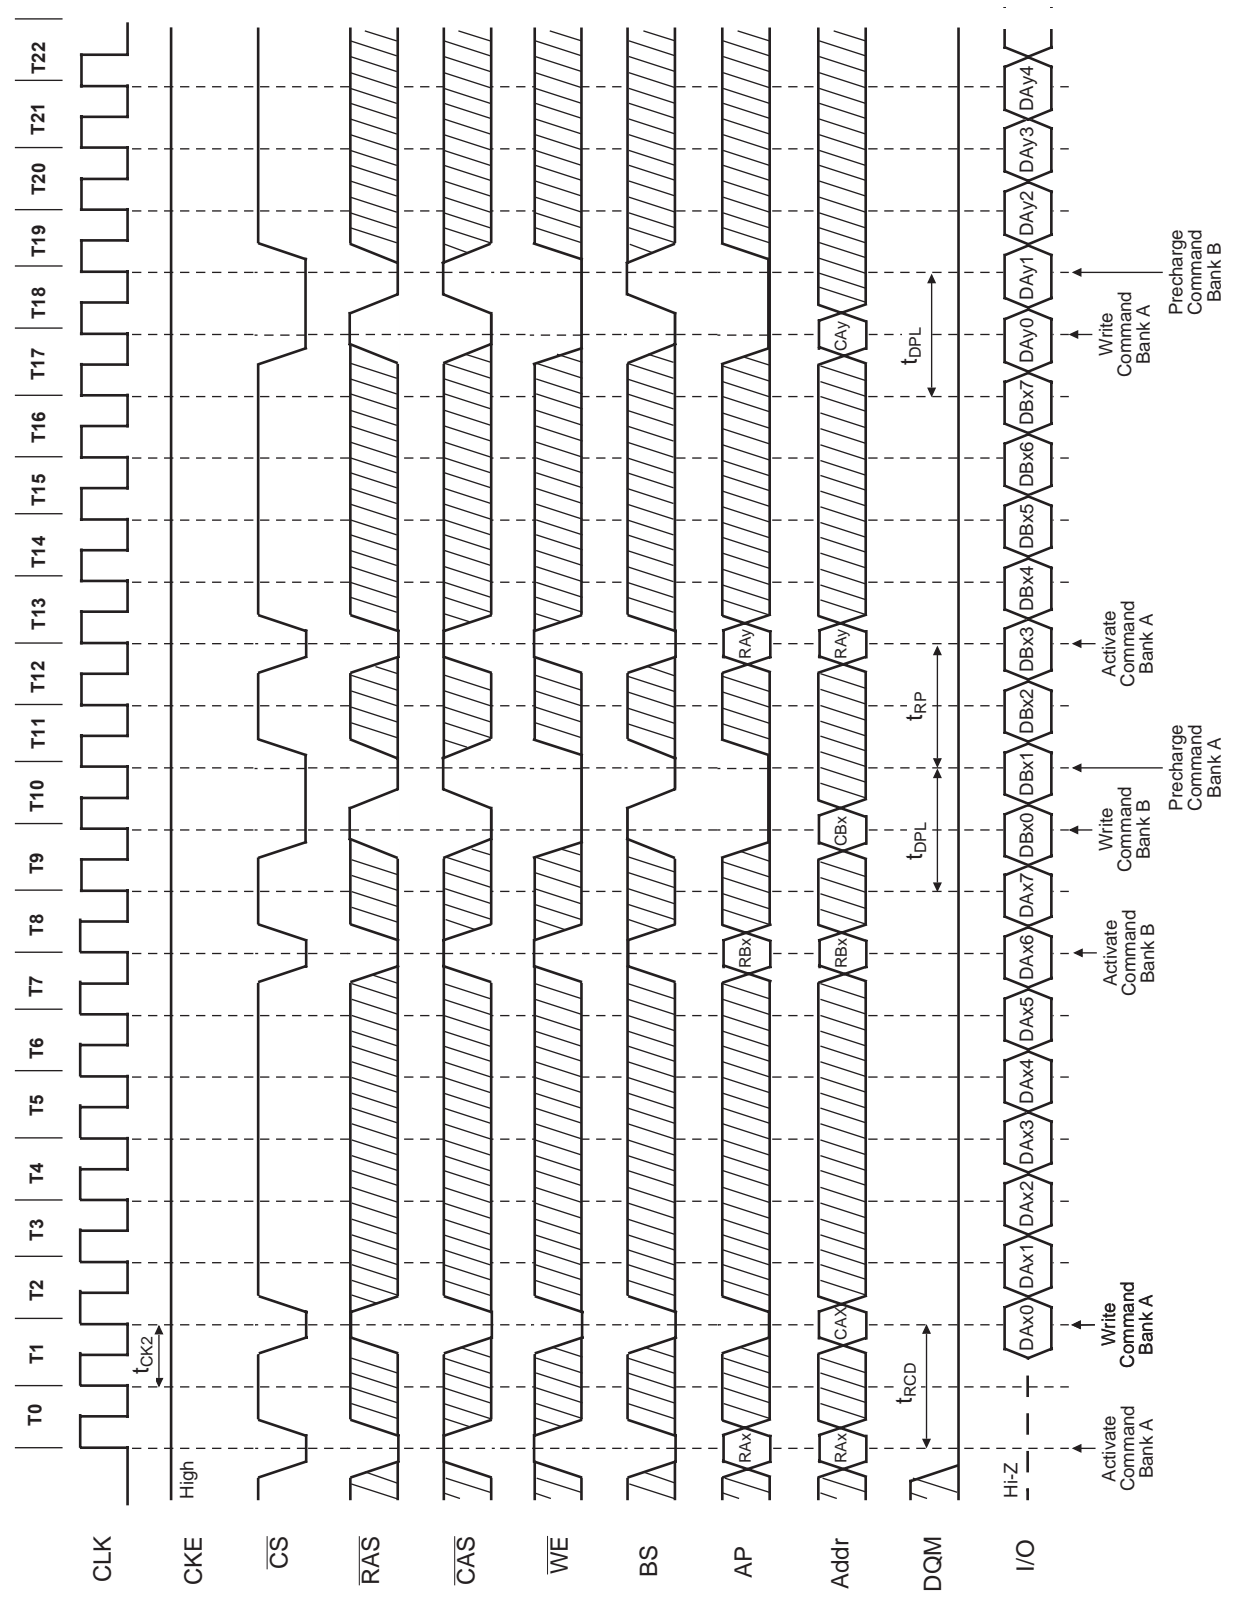 T0 T1 T2 T3 T4 T5 T6 T7 T8 T9 T10 T11 T12 T13 T14 T15 T16 T17 T18 T19 T20 T21 T22
CLK
tCK2
CKE
High
CS
RAS
CAS
WE
BS
AP
RAx RBx RAy
Addr
RAx CAX RBx CBx RAy CAy
DQM
tRCD tDPL tRP tDPL
I/O
Hi-Z
DAx0 DAx1 DAx2 DAx3 DAx4 DAx5 DAx6 DAx7 DBx0 DBx1 DBx2 DBx3 DBx4 DBx5 DBx6 DBx7 DAy0 DAy1 DAy2 DAy3 DAy4
Activate
Command
Bank A
Write
Command
Bank A
Activate
Command
Bank B
Write
Command
Bank B
Precharge
Command
Bank A
Activate
Command
Bank A
Write
Command
Bank A
Precharge
Command
Bank B